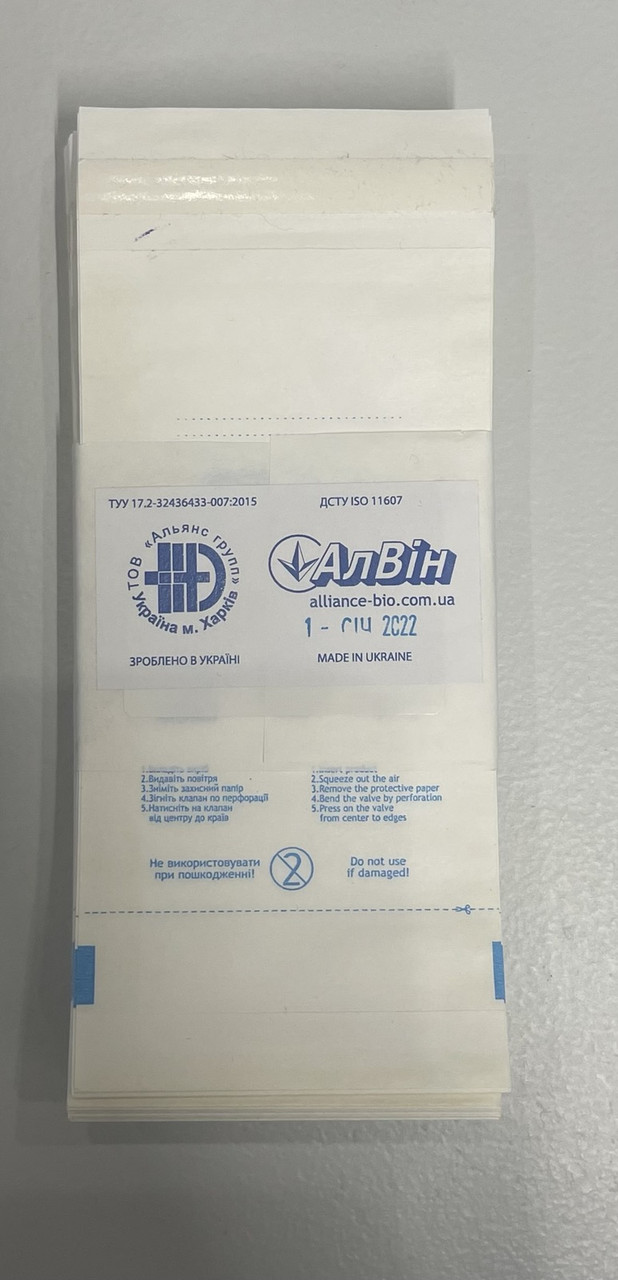 ТУУ 17.2-32436433-007:2015
ДСТУ ISO 11607
ТОВ «Альянс групп»
Україна м. Харків
АлВін
alliance-bio.com.ua
1 - СІЧ 2022
ЗРОБЛЕНО В УКРАЇНІ
MADE IN UKRAINE
2.Видавіть повітря
3.Зніміть захисний папір
4.Зігніть клапан по перфорації
5.Натисніть на клапан
від центру до країв
2.Squeeze out the air
3.Remove the protective paper
4.Bend the valve by perforation
5.Press on the valve
from center to edges
Не використовувати
при пошкодженні!
2
Do not use
if damaged!